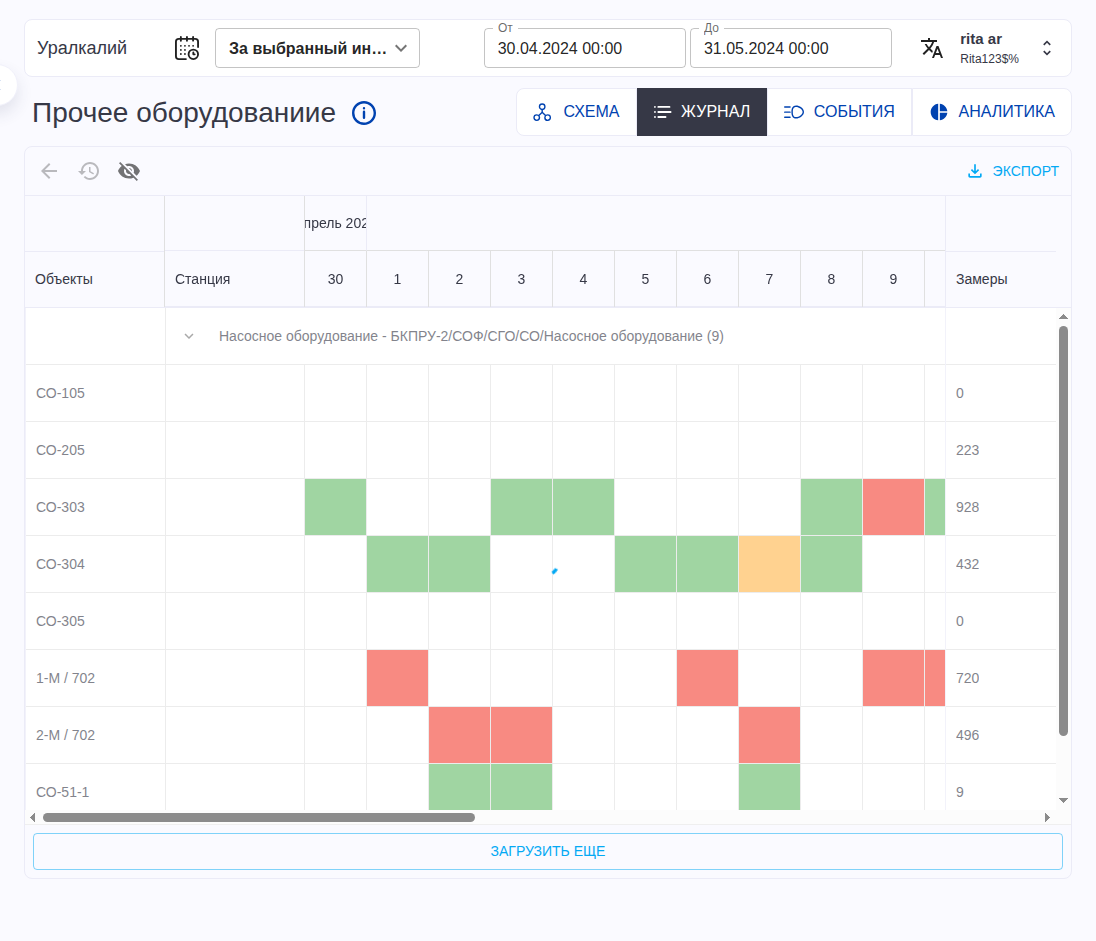 Уралкалий
За выбранный ин...
От
30.04.2024 00:00
До
31.05.2024 00:00
rita ar
Rita123$%
Прочее оборудованиие
СХЕМА
ЖУРНАЛ
СОБЫТИЯ
АНАЛИТИКА
ЭКСПОРТ
прель 202
Объекты Станция 30 1 2 3 4 5 6 7 8 9 Замеры
Насосное оборудование - БКПРУ-2/СОФ/СГО/СО/Насосное оборудование (9)
СО-105 0
СО-205 223
СО-303 928
СО-304 432
СО-305 0
1-М / 702 720
2-М / 702 496
СО-51-1 9
ЗАГРУЗИТЬ ЕЩЕ